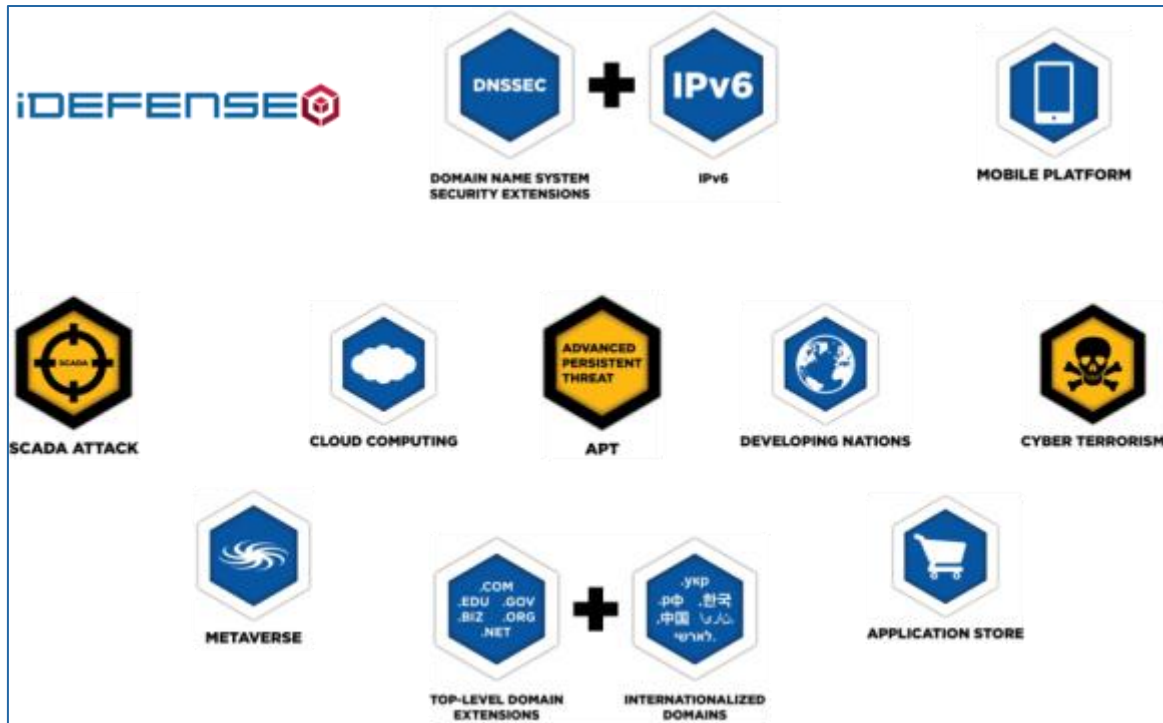 iDEFENSE
DNSSEC
IPv6
DOMAIN NAME SYSTEM
SECURITY EXTENSIONS
IPv6
MOBILE PLATFORM
SCADA
SCADA ATTACK
CLOUD COMPUTING
ADVANCED
PERSISTENT
THREAT
APT
DEVELOPING NATIONS
CYBER TERRORISM
METAVERSE
.COM
.EDU .GOV
.BIZ .ORG
.NET
TOP-LEVEL DOMAIN
EXTENSIONS
.укр
.рф .한국
.中国
INTERNATIONALIZED
DOMAINS
APPLICATION STORE